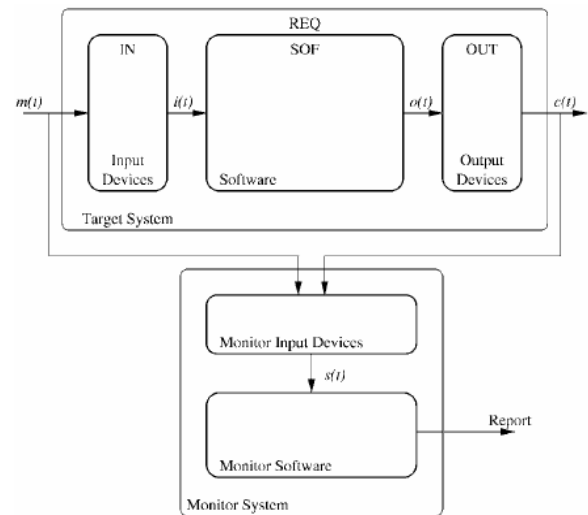 REQ
IN
SOF
OUT
m(t)
i(t)
o(t)
c(t)
Input
Devices
Software
Output
Devices
Target System
Monitor Input Devices
s(t)
Report
Monitor Software
Monitor System